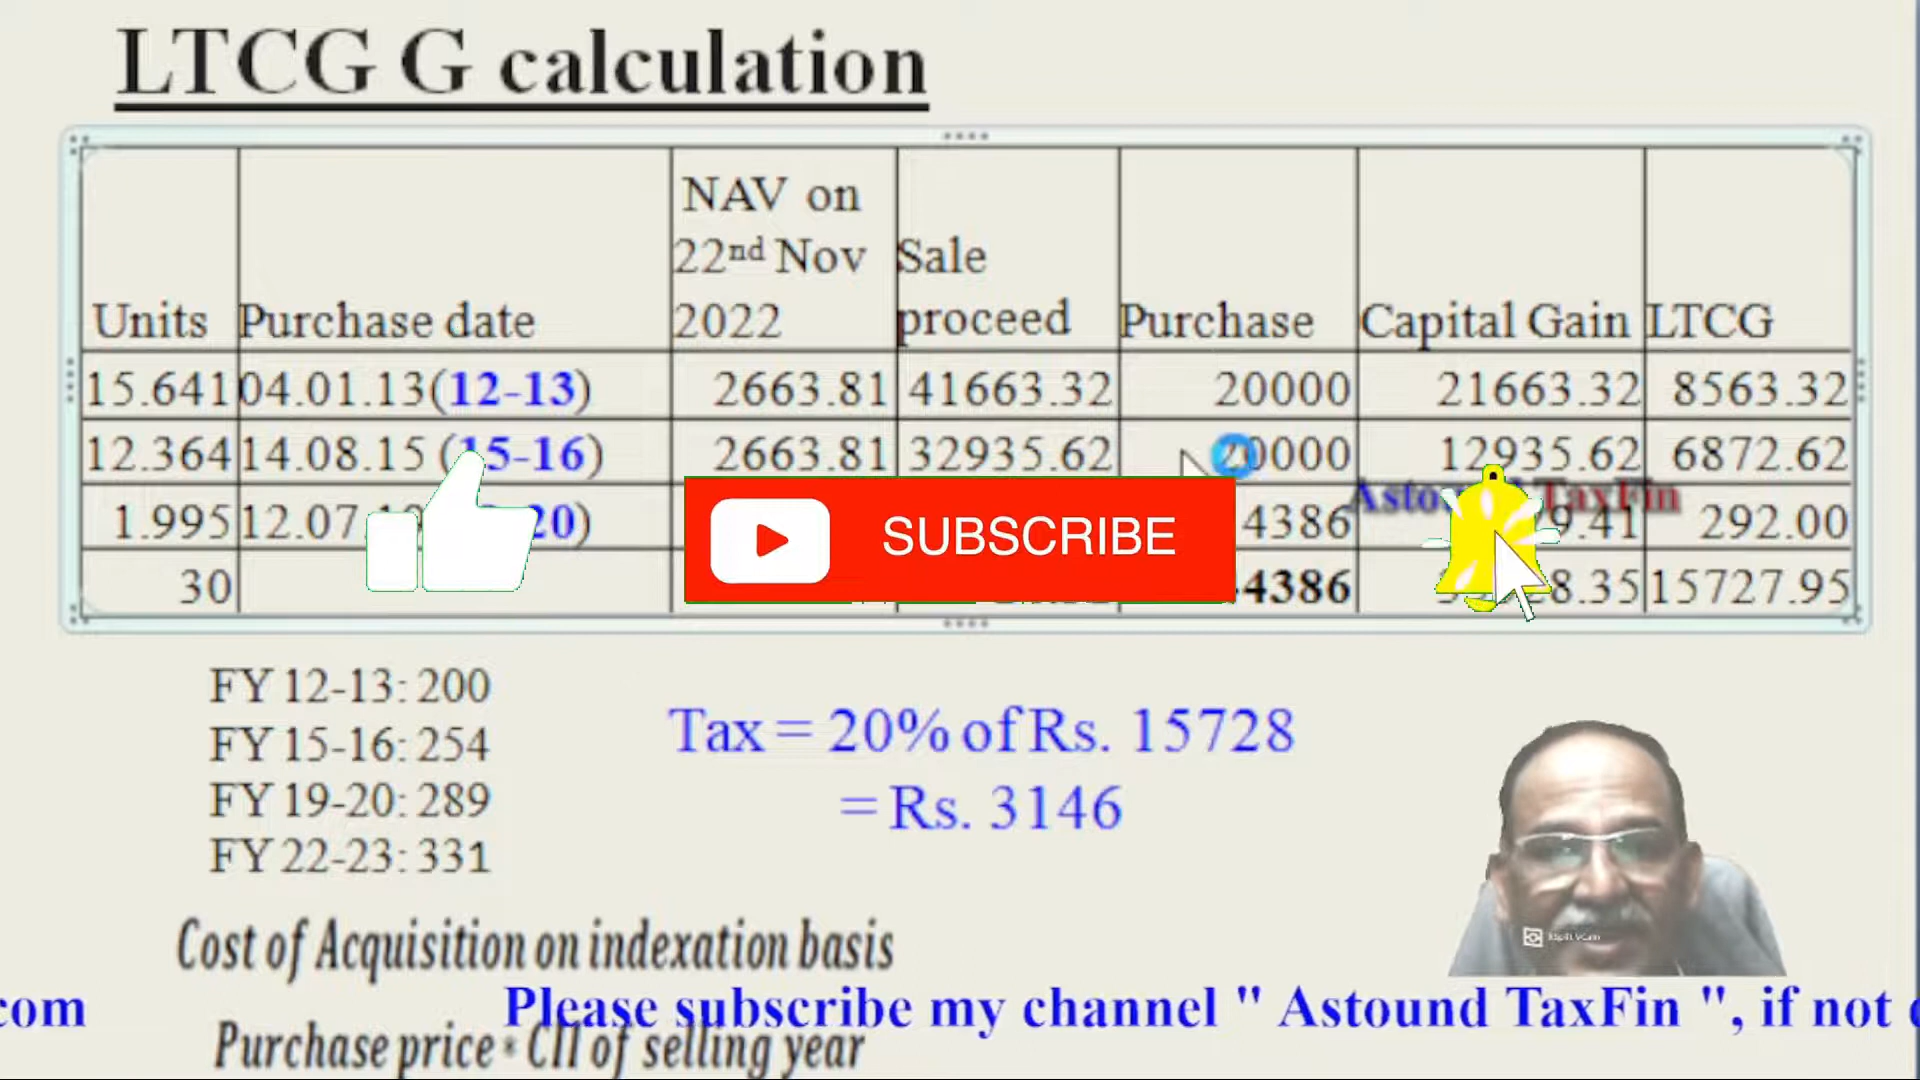 LTCG G calculation
Units Purchase date NAV on 22nd Nov 2022 Sale proceed Purchase Capital Gain LTCG
15.641 04.01.13(12-13) 2663.81 41663.32 20000 21663.32 8563.32
12.364 14.08.15 (15-16) 2663.81 32935.62 20000 12935.62 6872.62
Astound TaxFin
1.995 12.07 20) 4386 9.41 292.00
SUBSCRIBE
30 4386 8.35 15727.95
FY 12-13: 200
FY 15-16: 254
FY 19-20: 289
FY 22-23: 331
Tax = 20% of Rs. 15728
= Rs. 3146
Cost of Acquisition on indexation basis
com Please subscribe my channel " Astound TaxFin ", if not
Purchase price * CII of selling year